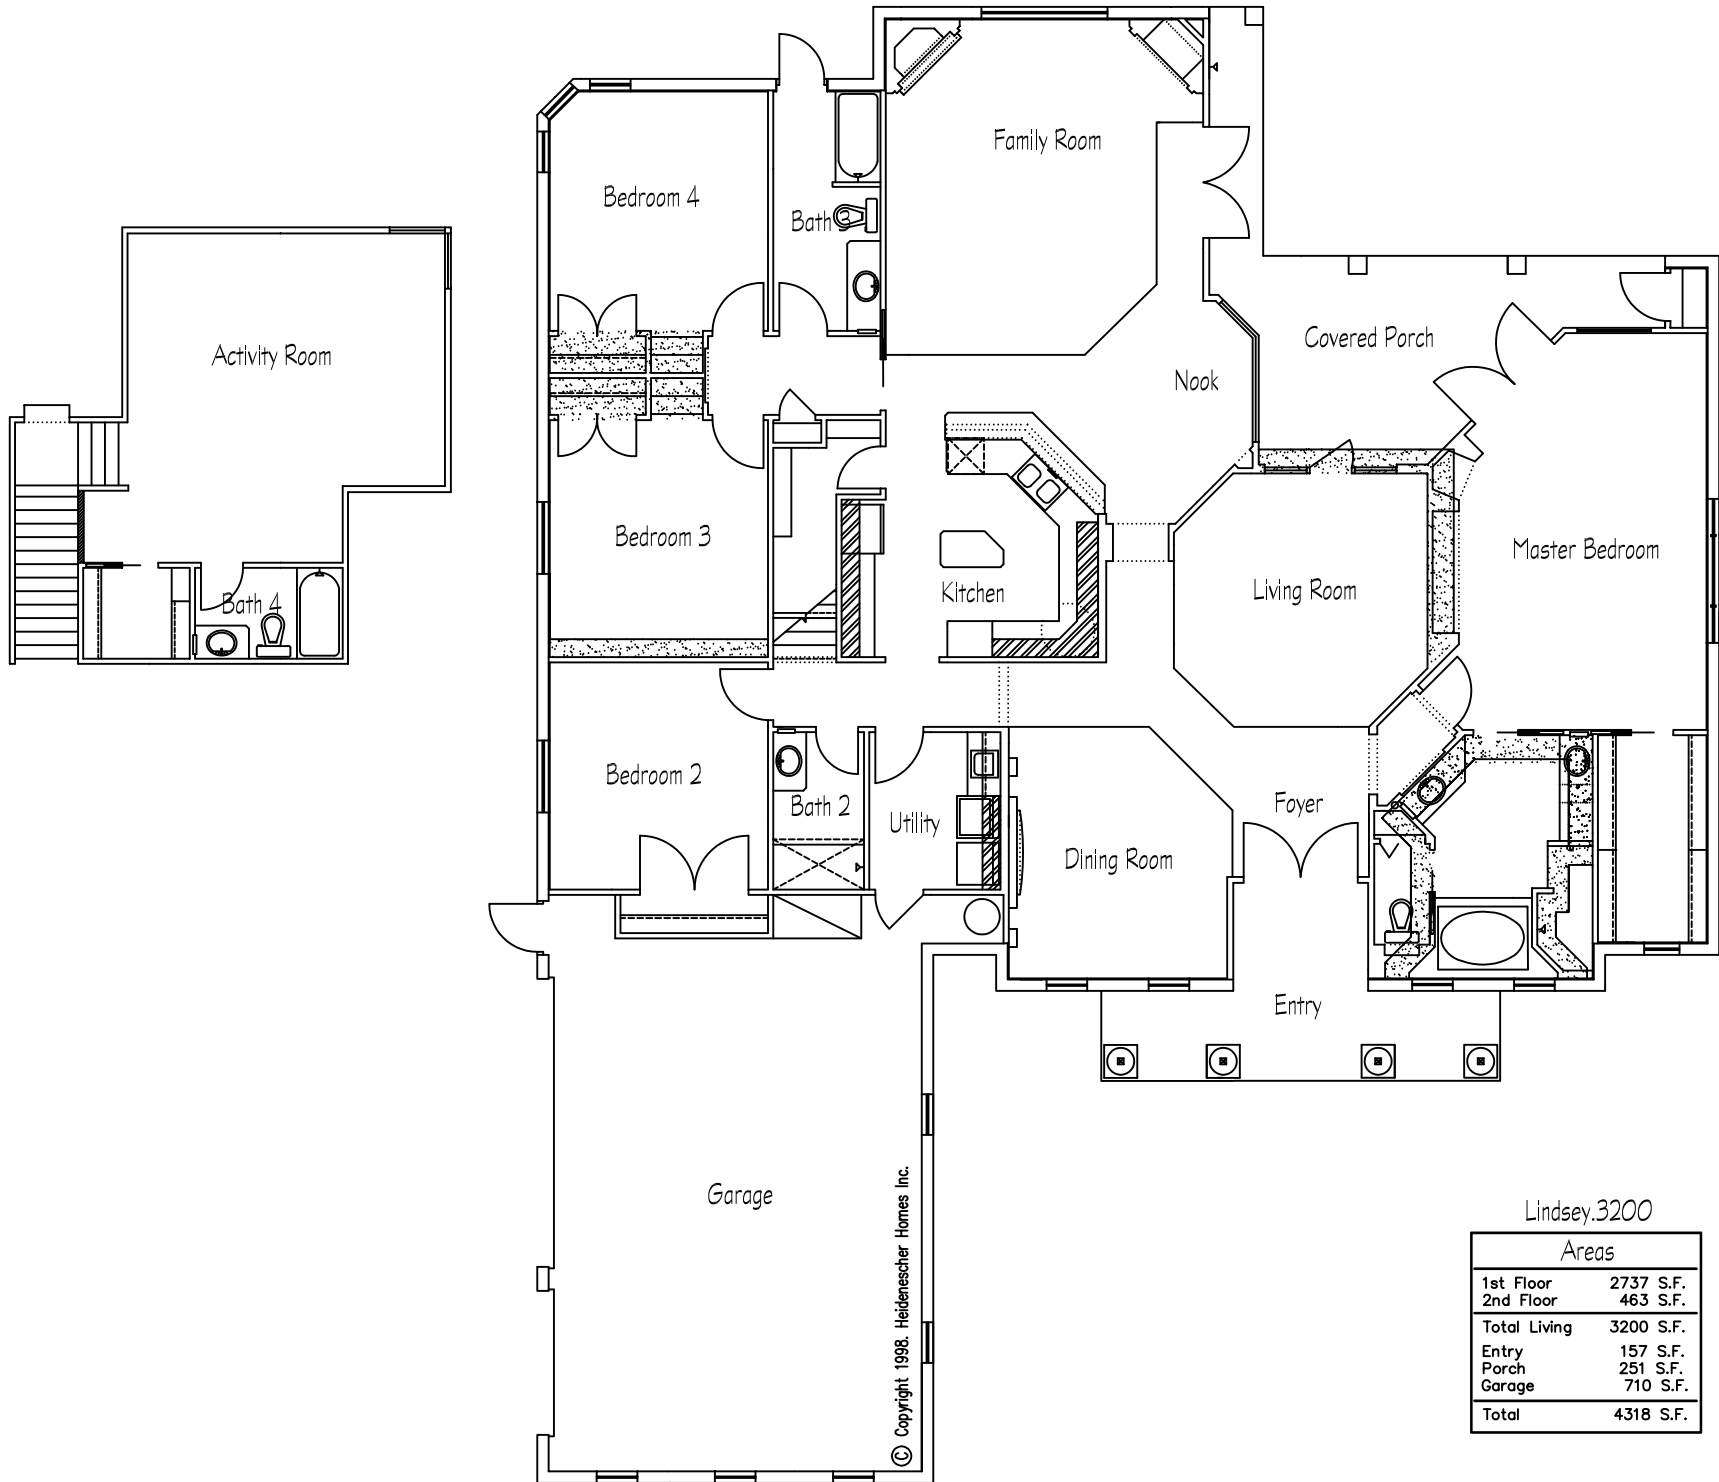 Family Room
Bedroom 4
Bath 3
Activity Room
Covered Porch
Nook
Bedroom 3
Master Bedroom
Kitchen
Living Room
Bath 4
Bedroom 2
Bath 2
Utility
Foyer
Dining Room
Entry
Garage
© Copyright 1998. Heidenescher Homes Inc.
Lindsey.3200
Areas
1st Floor 2737 S.F.
2nd Floor 463 S.F.
Total Living 3200 S.F.
Entry 157 S.F.
Porch 251 S.F.
Garage 710 S.F.
Total 4318 S.F.